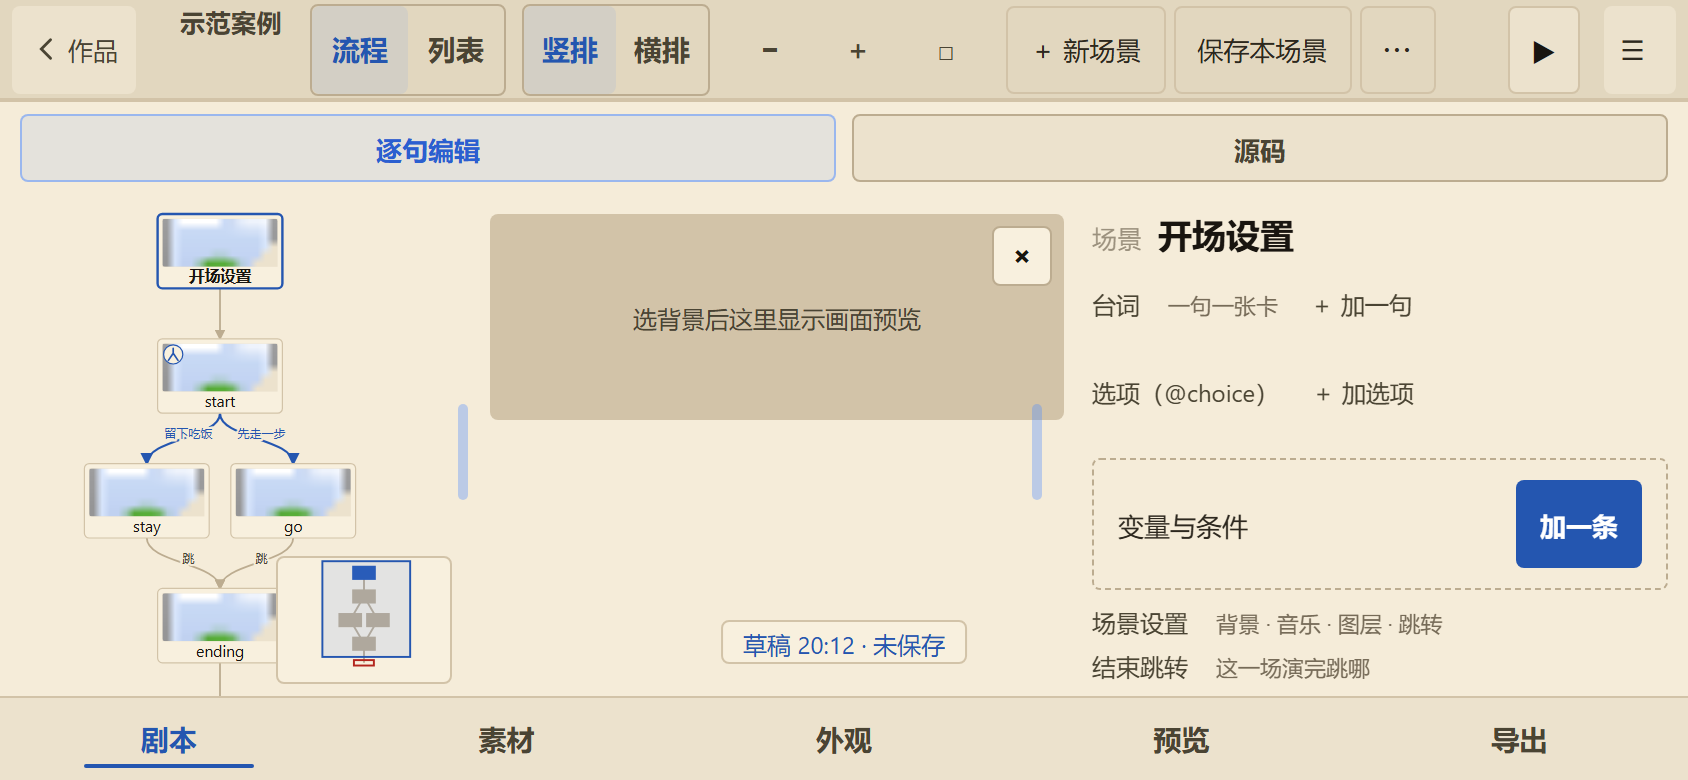 作品
示范案例
流程
列表
竖排
横排
+ 新场景
保存本场景
逐句编辑
源码
开场设置
start
留下吃饭
先走一步
stay
go
跳
跳
ending
选背景后这里显示画面预览
草稿 20:12 · 未保存
场景 开场设置
台词 一句一张卡 + 加一句
选项（@choice） + 加选项
变量与条件
加一条
场景设置 背景 · 音乐 · 图层 · 跳转
结束跳转 这一场演完跳哪
剧本
素材
外观
预览
导出